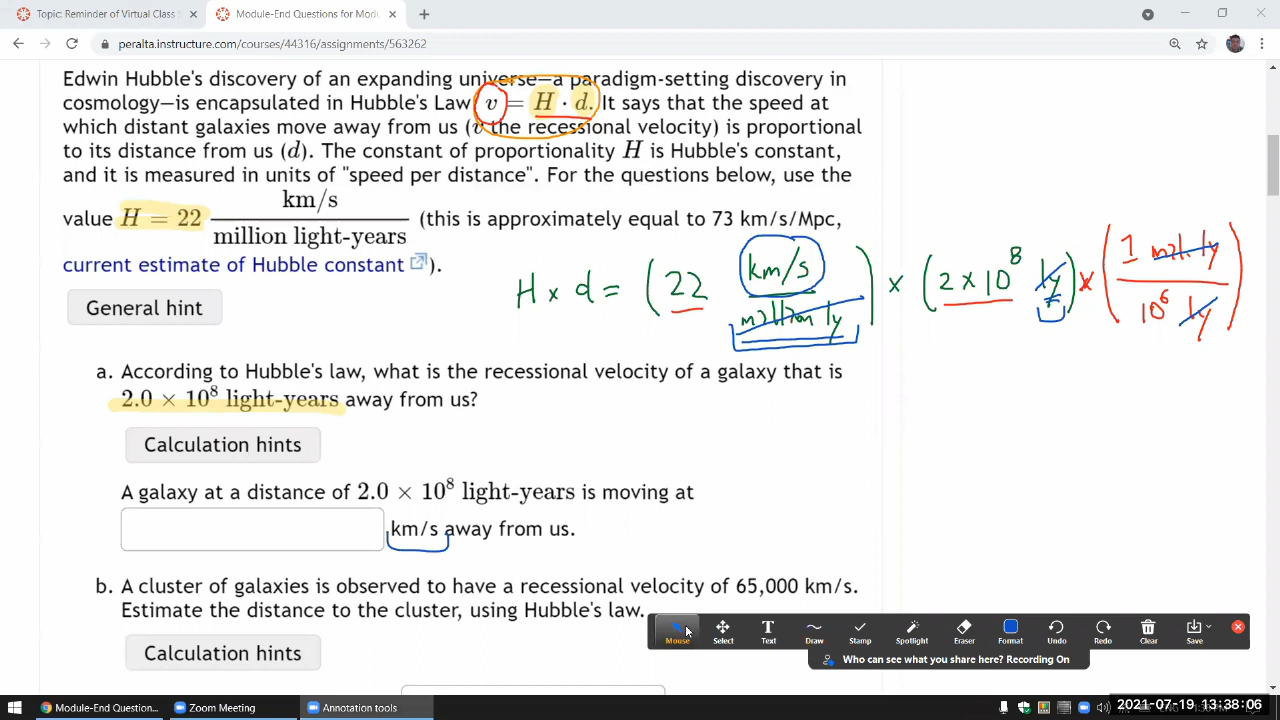 Topic: Reminder of Virtual Class
Module-End Questions for Mod
peralta.instructure.com/courses/44316/assignments/563262
Edwin Hubble's discovery of an expanding universe—a paradigm-setting discovery in
cosmology—is encapsulated in Hubble's Law v = H · d. It says that the speed at
which distant galaxies move away from us (v the recessional velocity) is proportional
to its distance from us (d). The constant of proportionality H is Hubble's constant,
and it is measured in units of "speed per distance". For the questions below, use the
value H = 22 km/s / million light-years (this is approximately equal to 73 km/s/Mpc,
current estimate of Hubble constant ).
H × d = (22 km/s / million ly) × (2 × 10⁸ ly) × (1 mil. ly / 10⁶ ly)
General hint
a. According to Hubble's law, what is the recessional velocity of a galaxy that is
2.0 × 10⁸ light-years away from us?
Calculation hints
A galaxy at a distance of 2.0 × 10⁸ light-years is moving at
km/s away from us.
b. A cluster of galaxies is observed to have a recessional velocity of 65,000 km/s.
Estimate the distance to the cluster, using Hubble's law.
Calculation hints
Mouse Select Text Draw Stamp Spotlight Eraser Format Undo Redo Clear Save
Who can see what you share here? Recording On
Module-End Question... Zoom Meeting Annotation tools
2021-07-19 13:38:06